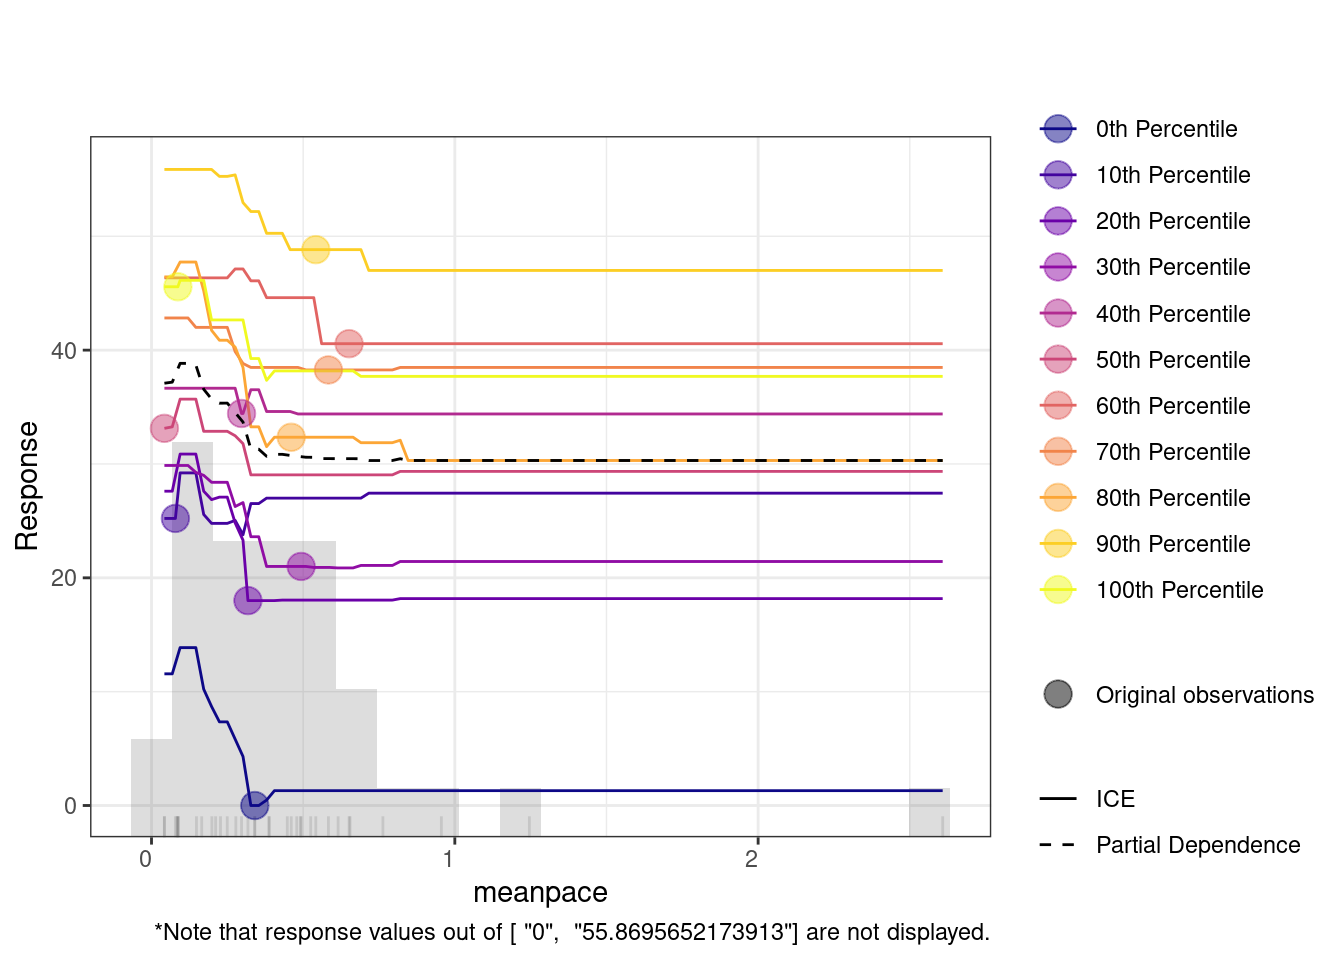 0th Percentile
10th Percentile
20th Percentile
30th Percentile
40th Percentile
50th Percentile
60th Percentile
70th Percentile
80th Percentile
90th Percentile
100th Percentile
Original observations
ICE
Partial Dependence
Response
40
20
0
0
1
2
meanpace
*Note that response values out of [ "0",  "55.8695652173913"] are not displayed.